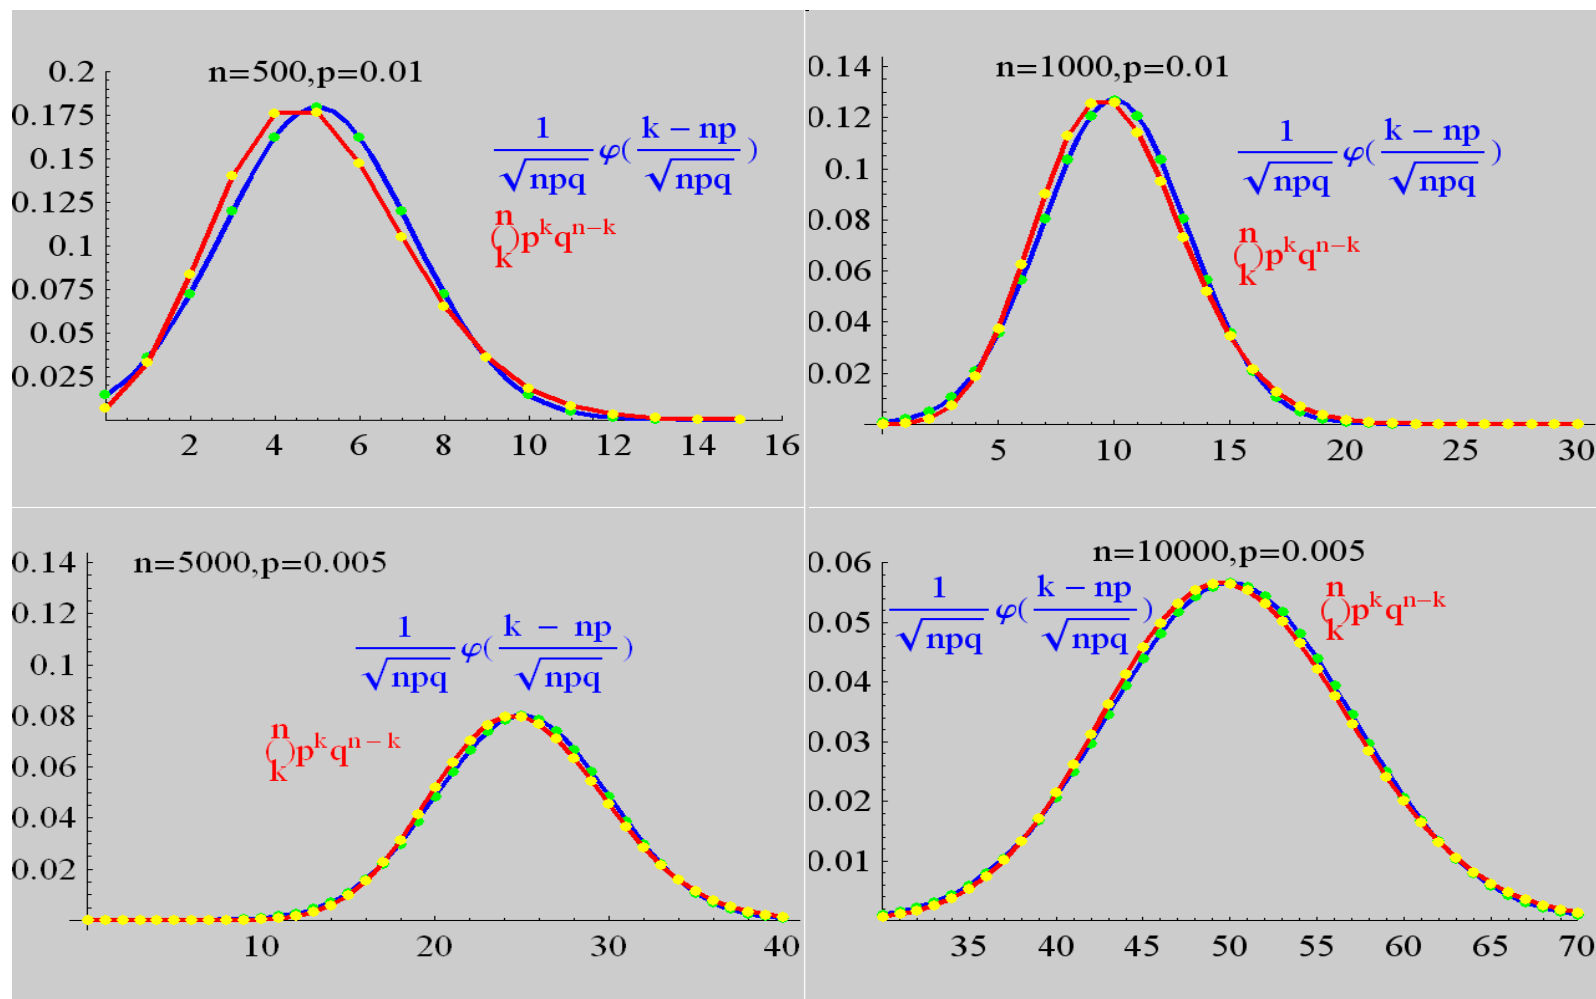 n=500,p=0.01
0.2
0.175
0.15
0.125
0.1
0.075
0.05
0.025
2 4 6 8 10 12 14 16
1/√npq φ( k − np/√npq )
(n k)p^k q^n−k
n=1000,p=0.01
0.14
0.12
0.1
0.08
0.06
0.04
0.02
5 10 15 20 25 30
1/√npq φ( k − np/√npq )
(n k)p^k q^n−k
n=5000,p=0.005
0.14
0.12
0.1
0.08
0.06
0.04
0.02
10 20 30 40
1/√npq φ( k − np/√npq )
(n k)p^k q^n−k
n=10000,p=0.005
0.06
0.05
0.04
0.03
0.02
0.01
35 40 45 50 55 60 65 70
1/√npq φ( k − np/√npq )
(n k)p^k q^n−k